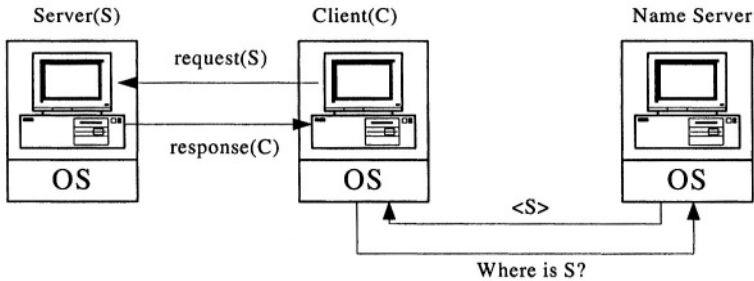 Server(S)
Client(C)
Name Server
request(S)
response(C)
OS
OS
OS
<S>
Where is S?